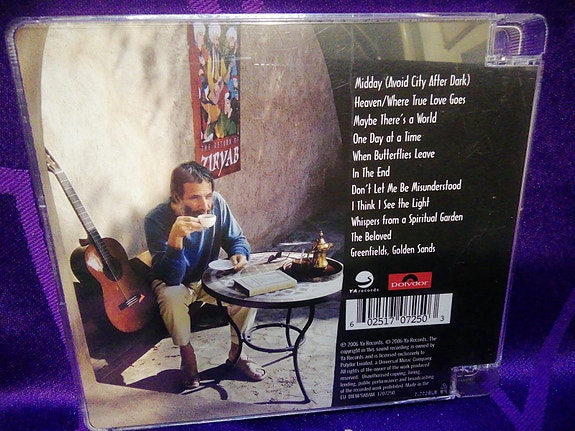 THE RETURN OF
ZIRYAB
Midday (Avoid City After Dark)
Heaven/Where True Love Goes
Maybe There's a World
One Day at a Time
When Butterflies Leave
In The End
Don't Let Me Be Misunderstood
I Think I See the Light
Whispers from a Spiritual Garden
The Beloved
Greenfields, Golden Sands
YA records
polydor
6 02517 07250 3
℗ 2006 Ya Records, © 2006 Ya Records. The
copyright in this sound recording is owned by
Ya Records and is licensed exclusively to
Polydor Limited, a Universal Music Company.
All rights of the owner of the work produced
reserved. Unauthorised copying, hiring,
lending, public performance and broadcasting
of the recording prohibited. Made in the
EU.